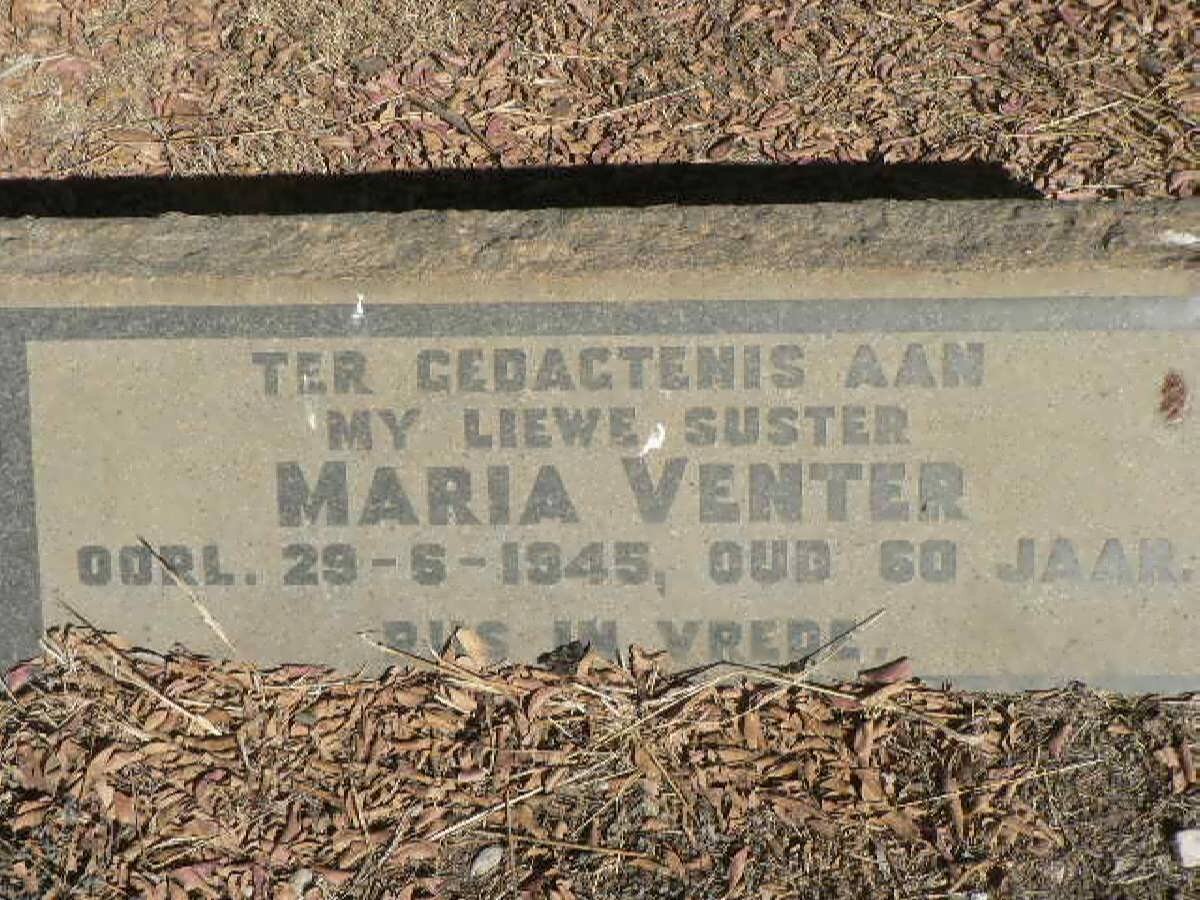 TER GEDACTENIS AAN
MY LIEWE SUSTER
MARIA VENTER
OORL. 29-6-1945, OUD 60 JAAR.
RUS IN VREDE.